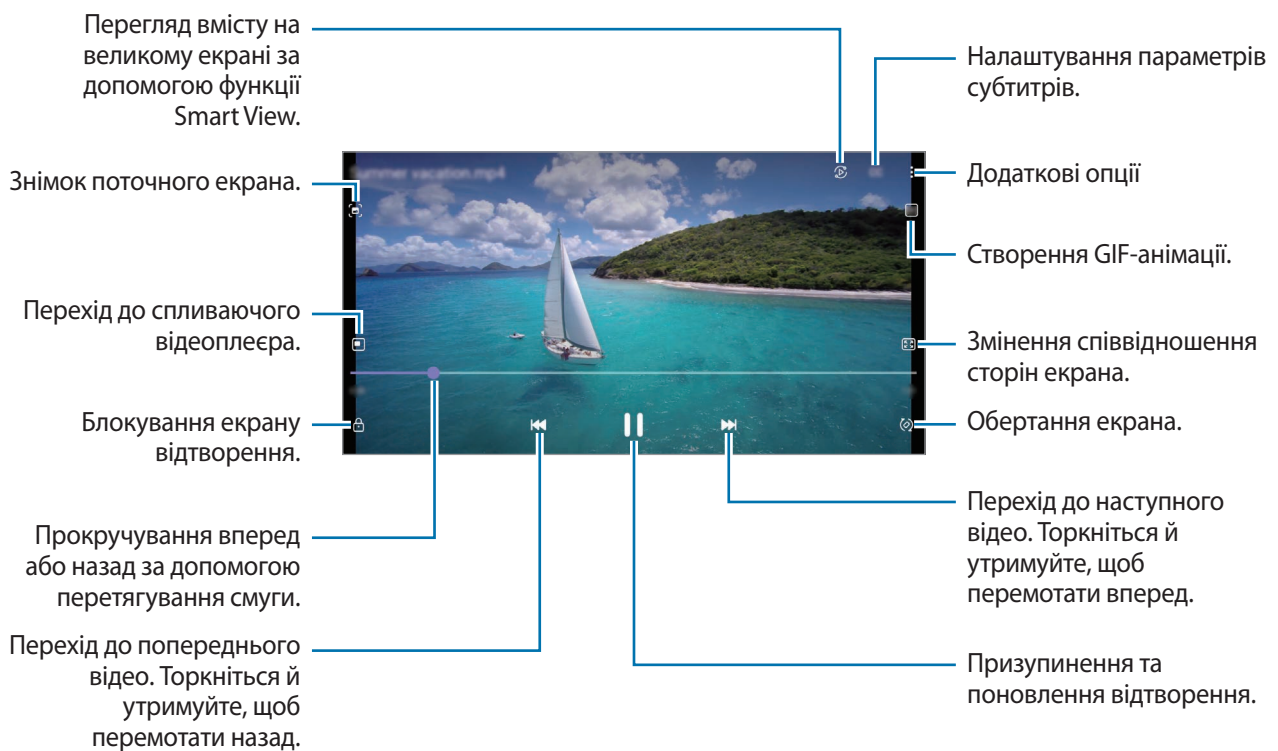 Перегляд вмісту на
великому екрані за
допомогою функції
Smart View.
Знімок поточного екрана.
Перехід до спливаючого
відеоплеєра.
Блокування екрану
відтворення.
Прокручування вперед
або назад за допомогою
перетягування смуги.
Перехід до попереднього
відео. Торкніться й
утримуйте, щоб
перемотати назад.
summer vacation.mp4
Налаштування параметрів
субтитрів.
Додаткові опції
Створення GIF-анімації.
Змінення співвідношення
сторін екрана.
Обертання екрана.
Перехід до наступного
відео. Торкніться й
утримуйте, щоб
перемотати вперед.
Призупинення та
поновлення відтворення.